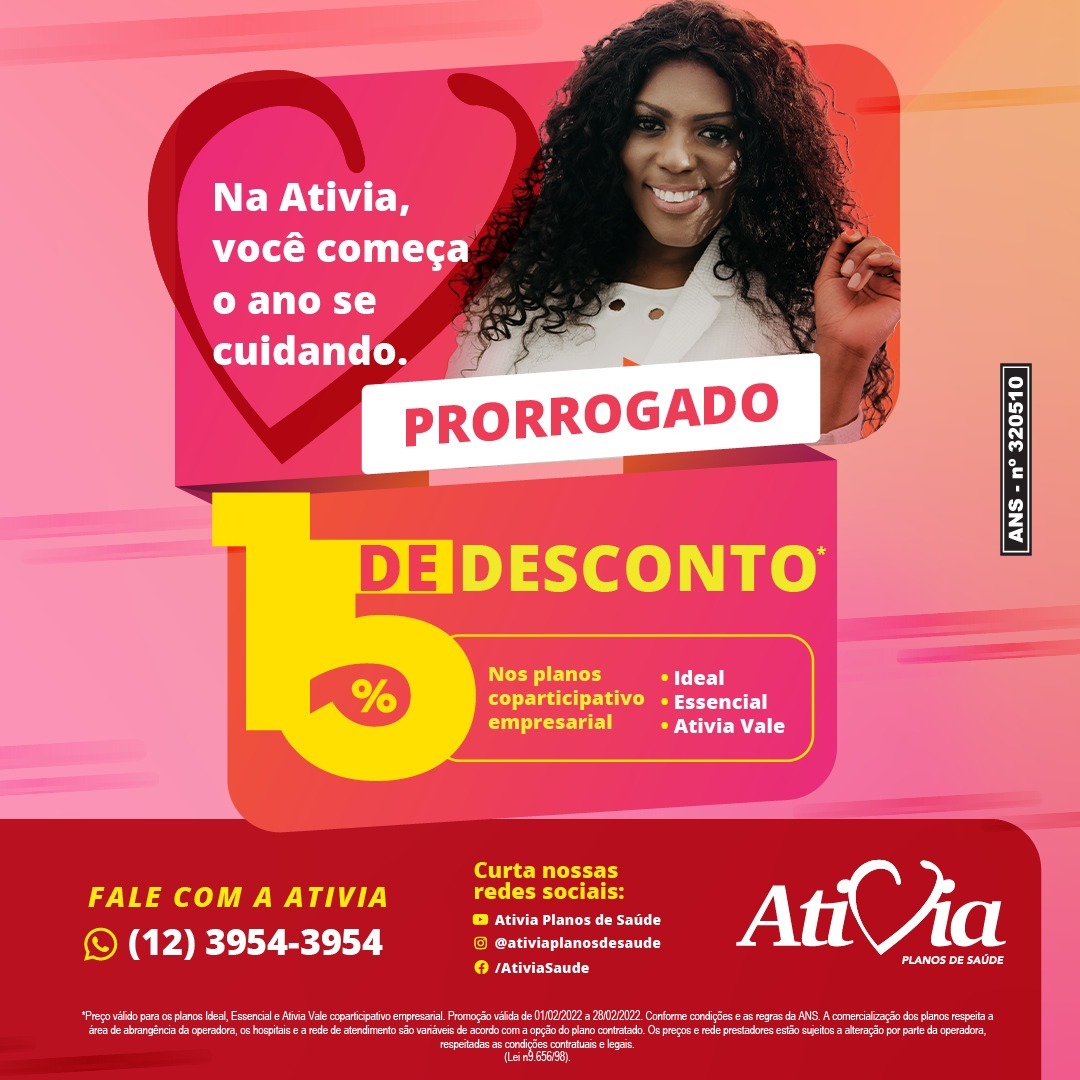 Na Ativia,
você começa
o ano se
cuidando.
PRORROGADO
ANS - nº 320510
15%
DE DESCONTO*
Nos planos
coparticipativo
empresarial
• Ideal
• Essencial
• Ativia Vale
FALE COM A ATIVIA
(12) 3954-3954
Curta nossas
redes sociais:
Ativia Planos de Saúde
@ativiaplanosdesaude
/AtiviaSaude
Ativia
PLANOS DE SAÚDE
*Preço válido para os planos Ideal, Essencial e Ativia Vale coparticipativo empresarial. Promoção válida de 01/02/2022 a 28/02/2022. Conforme condições e as regras da ANS. A comercialização dos planos respeita a
área de abrangência da operadora, os hospitais e a rede de atendimento são variáveis de acordo com a opção do plano contratado. Os preços e rede prestadores estão sujeitos a alteração por parte da operadora,
respeitadas as condições contratuais e legais.
(Lei nº9.656/98).